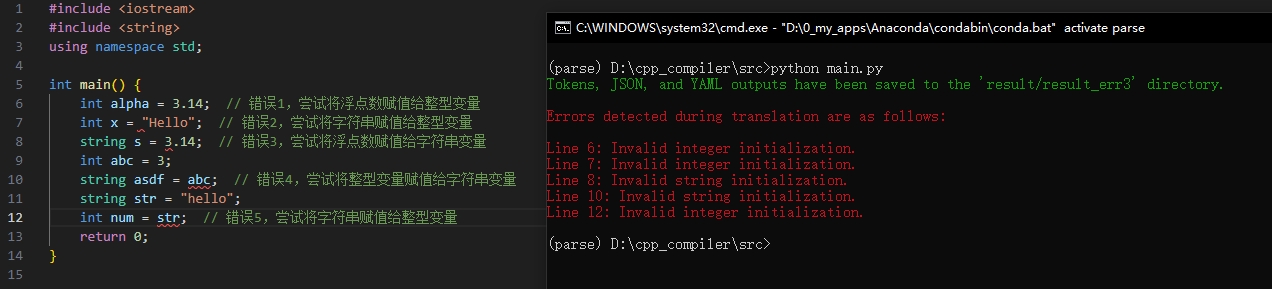 1 #include <iostream>
2 #include <string>
3 using namespace std;
4
5 int main() {
6 int alpha = 3.14;  // 错误1，尝试将浮点数赋值给整型变量
7 int x = "Hello";  // 错误2，尝试将字符串赋值给整型变量
8 string s = 3.14;  // 错误3，尝试将浮点数赋值给字符串变量
9 int abc = 3;
10 string asdf = abc;  // 错误4，尝试将整型变量赋值给字符串变量
11 string str = "hello";
12 int num = str;  // 错误5，尝试将字符串赋值给整型变量
13 return 0;
14 }
15
C:\WINDOWS\system32\cmd.exe - "D:\0_my_apps\Anaconda\condabin\conda.bat" activate parse
(parse) D:\cpp_compiler\src>python main.py
Tokens, JSON, and YAML outputs have been saved to the 'result/result_err3' directory.
Errors detected during translation are as follows:
Line 6: Invalid integer initialization.
Line 7: Invalid integer initialization.
Line 8: Invalid string initialization.
Line 10: Invalid string initialization.
Line 12: Invalid integer initialization.
(parse) D:\cpp_compiler\src>